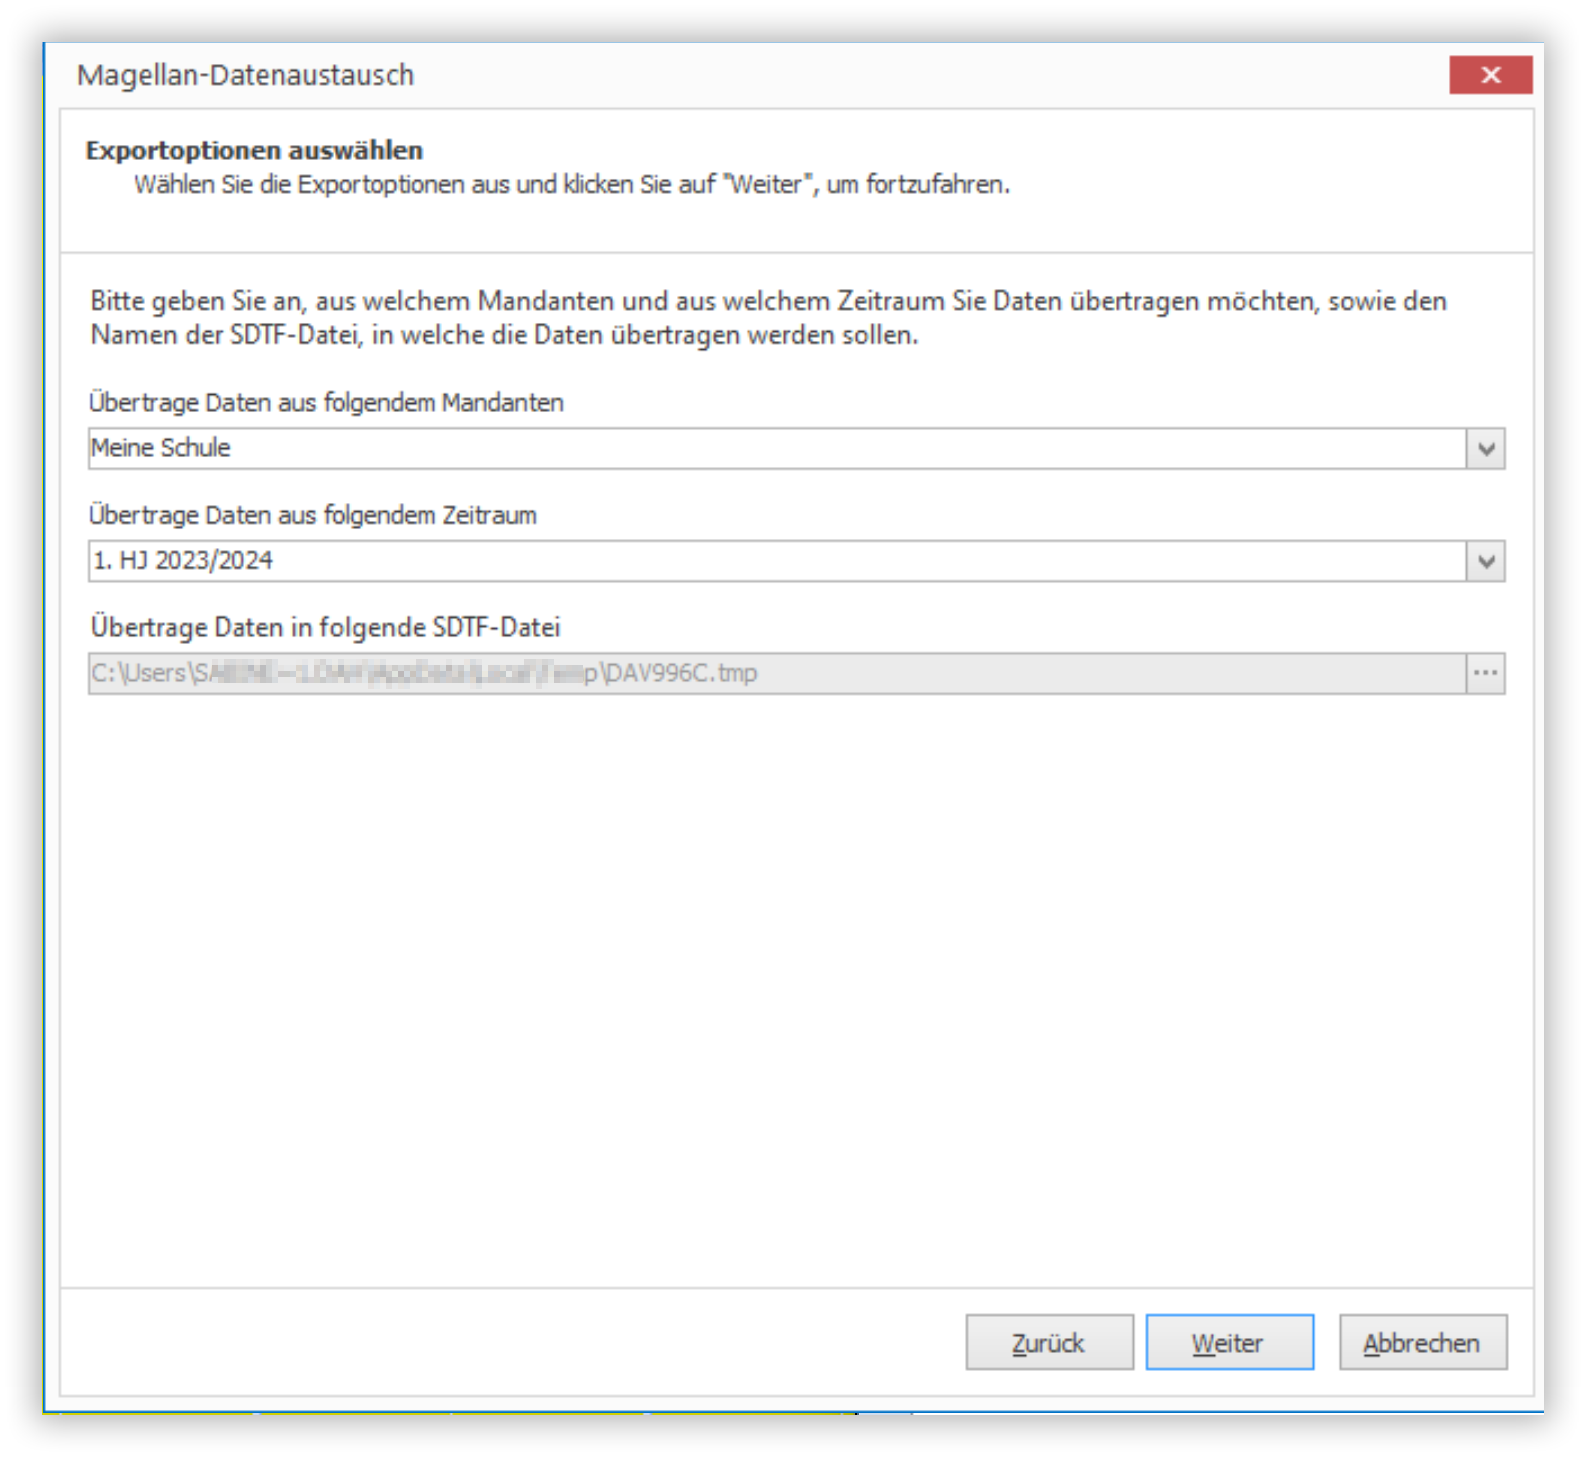 Magellan-Datenaustausch
Exportoptionen auswählen
Wählen Sie die Exportoptionen aus und klicken Sie auf "Weiter", um fortzufahren.
Bitte geben Sie an, aus welchem Mandanten und aus welchem Zeitraum Sie Daten übertragen möchten, sowie den
Namen der SDTF-Datei, in welche die Daten übertragen werden sollen.
Übertrage Daten aus folgendem Mandanten
Meine Schule
Übertrage Daten aus folgendem Zeitraum
1. HJ 2023/2024
Übertrage Daten in folgende SDTF-Datei
C:\Users\SA p\DAV996C.tmp
Zurück Weiter Abbrechen